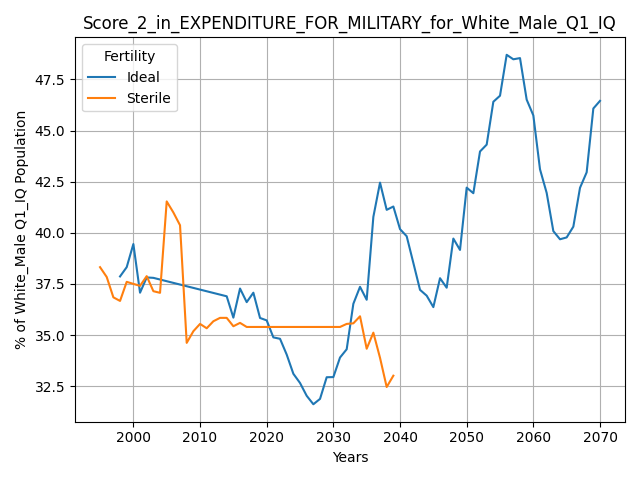 Score_2_in_EXPENDITURE_FOR_MILITARY_for_White_Male_Q1_IQ
Fertility
Ideal
Sterile
% of White_Male Q1_IQ Population
47.5
45.0
42.5
40.0
37.5
35.0
32.5
2000 2010 2020 2030 2040 2050 2060 2070
Years